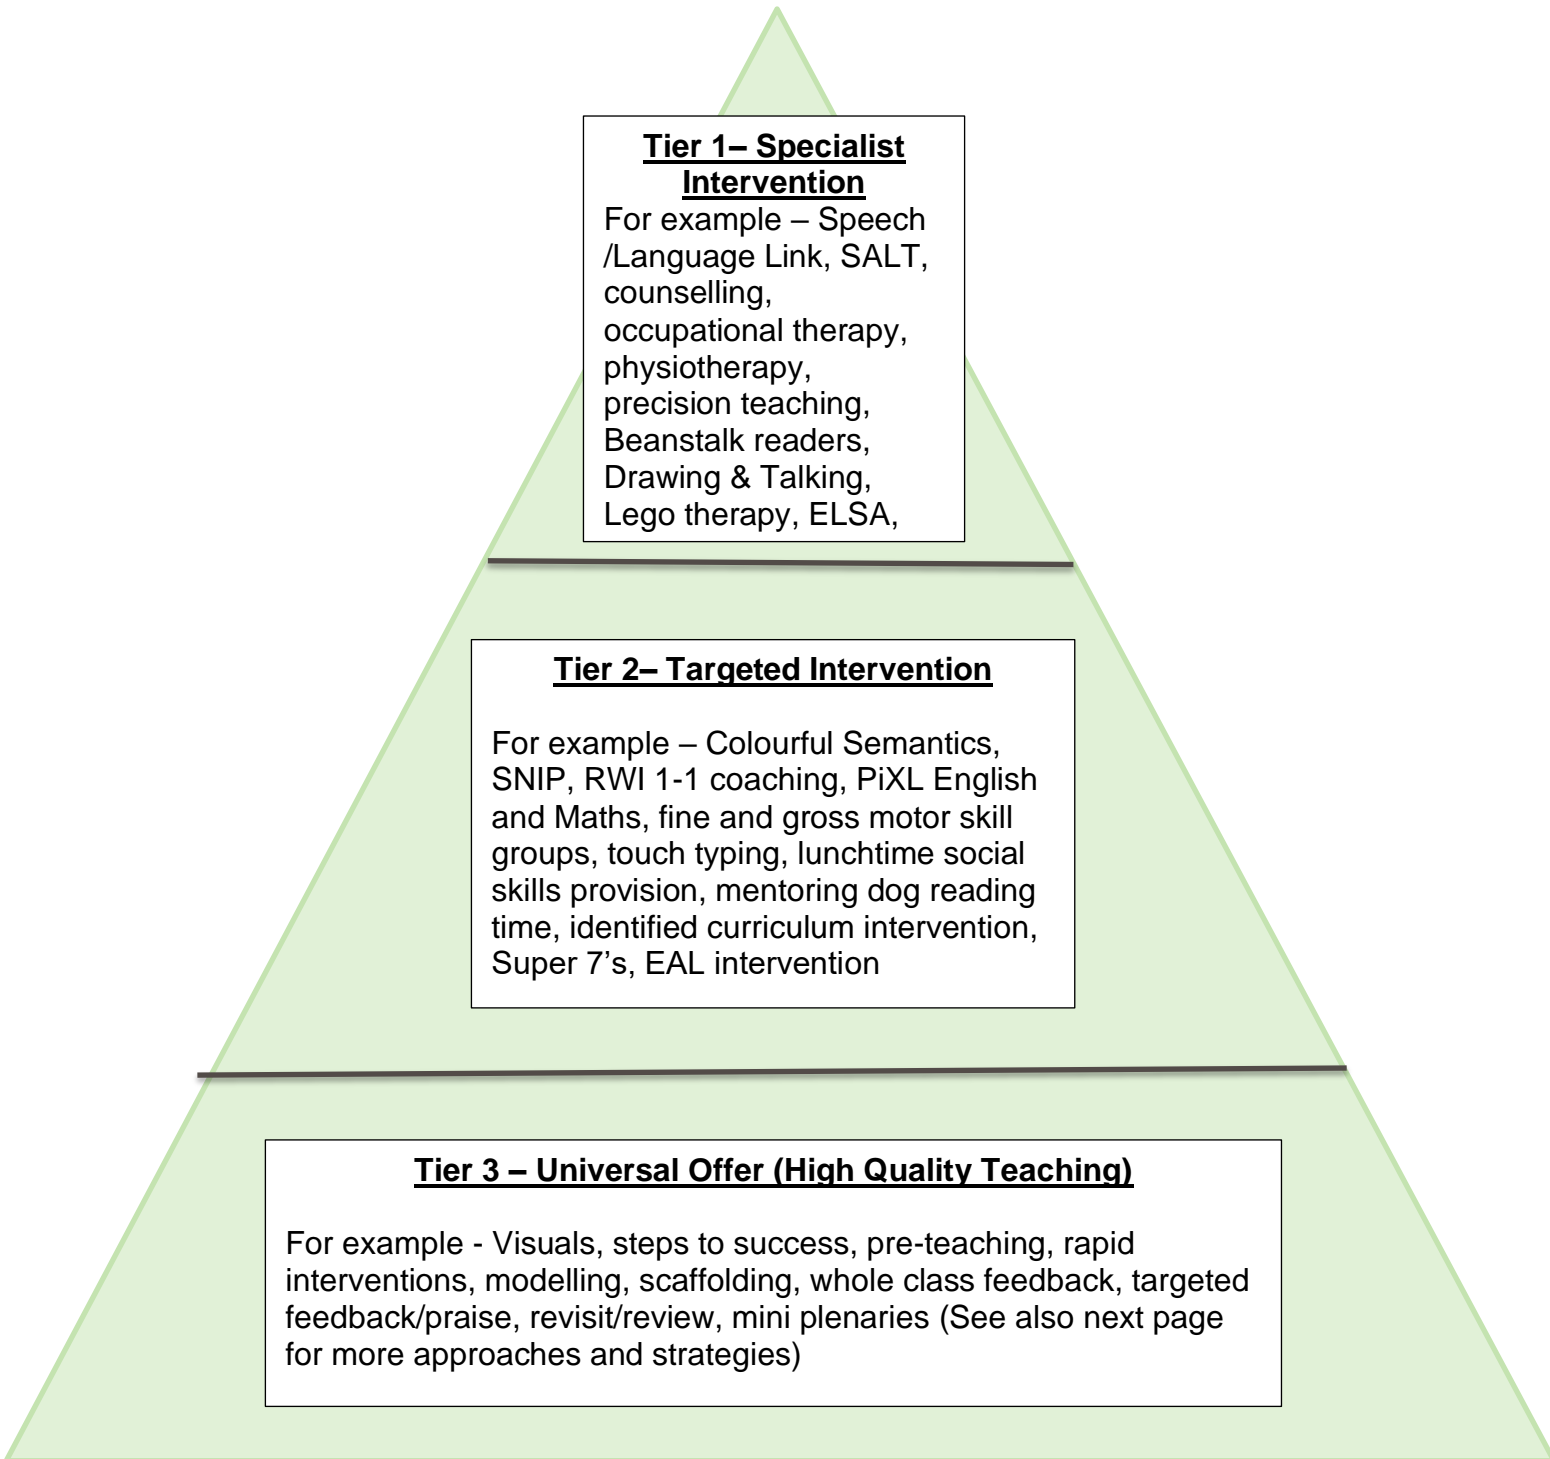 Tier 1– Specialist
Intervention
For example – Speech
/Language Link, SALT,
counselling,
occupational therapy,
physiotherapy,
precision teaching,
Beanstalk readers,
Drawing & Talking,
Lego therapy, ELSA,
Tier 2– Targeted Intervention
For example – Colourful Semantics,
SNIP, RWI 1-1 coaching, PiXL English
and Maths, fine and gross motor skill
groups, touch typing, lunchtime social
skills provision, mentoring dog reading
time, identified curriculum intervention,
Super 7’s, EAL intervention
Tier 3 – Universal Offer (High Quality Teaching)
For example - Visuals, steps to success, pre-teaching, rapid
interventions, modelling, scaffolding, whole class feedback, targeted
feedback/praise, revisit/review, mini plenaries (See also next page
for more approaches and strategies)